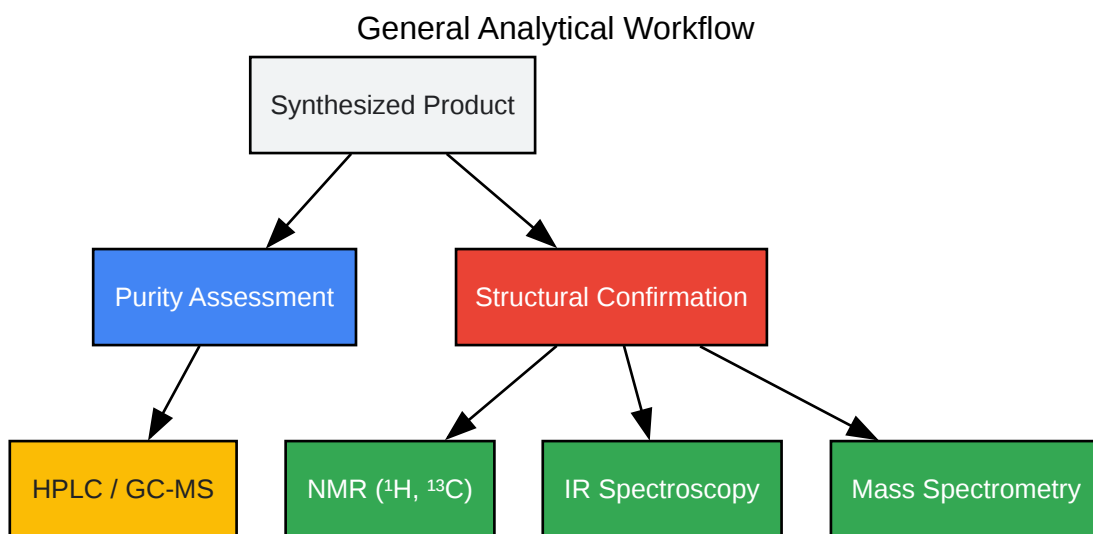 General Analytical Workflow
Synthesized Product
Purity Assessment
Structural Confirmation
HPLC / GC-MS
NMR (¹H, ¹³C)
IR Spectroscopy
Mass Spectrometry